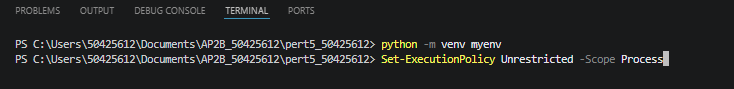 PROBLEMS OUTPUT DEBUG CONSOLE TERMINAL PORTS
PS C:\Users\50425612\Documents\AP2B_50425612\pert5_50425612> python -m venv myenv
PS C:\Users\50425612\Documents\AP2B_50425612\pert5_50425612> Set-ExecutionPolicy Unrestricted -Scope Process